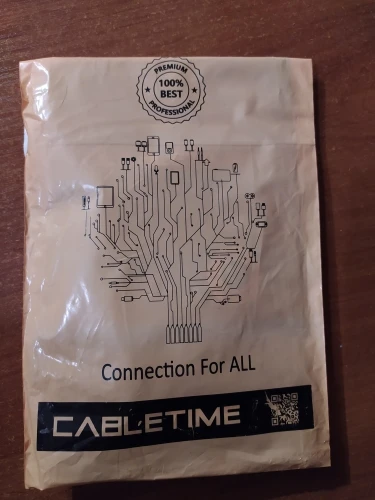 PREMIUM
100%
BEST
PROFESSIONAL
Connection For ALL
CABLETIME